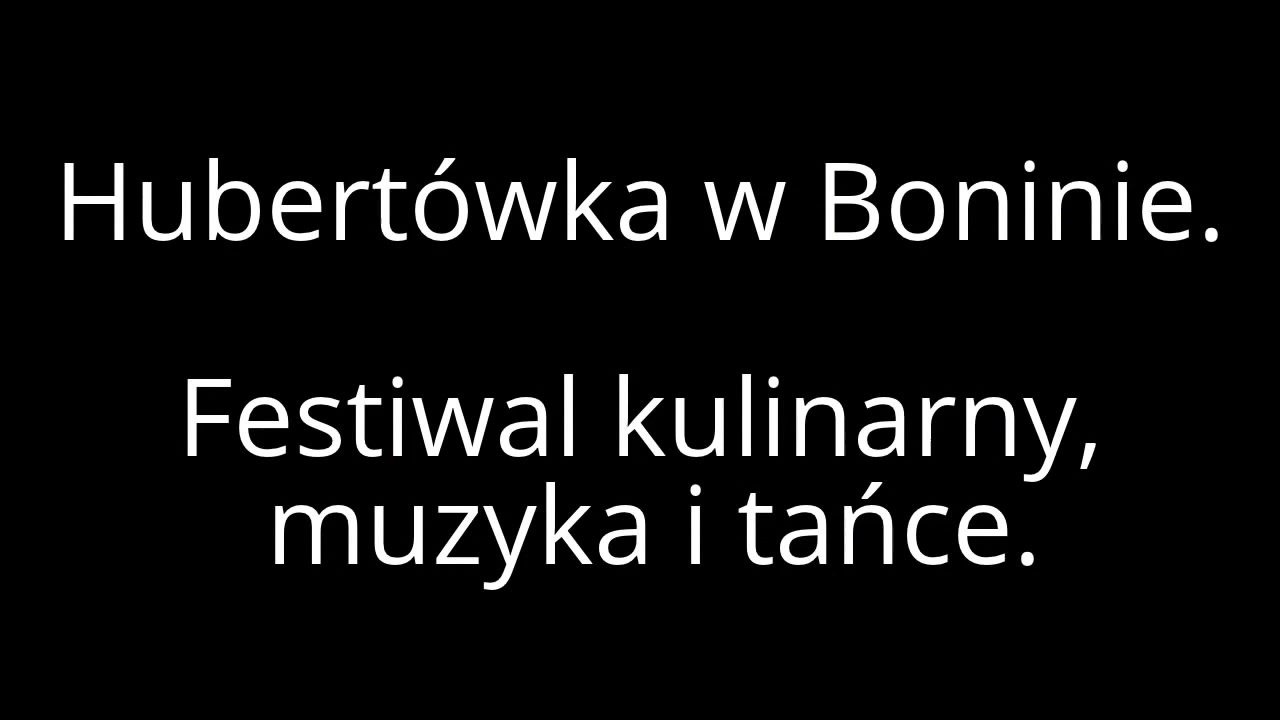 Hubertówka w Boninie.
Festiwal kulinarny,
muzyka i tańce.